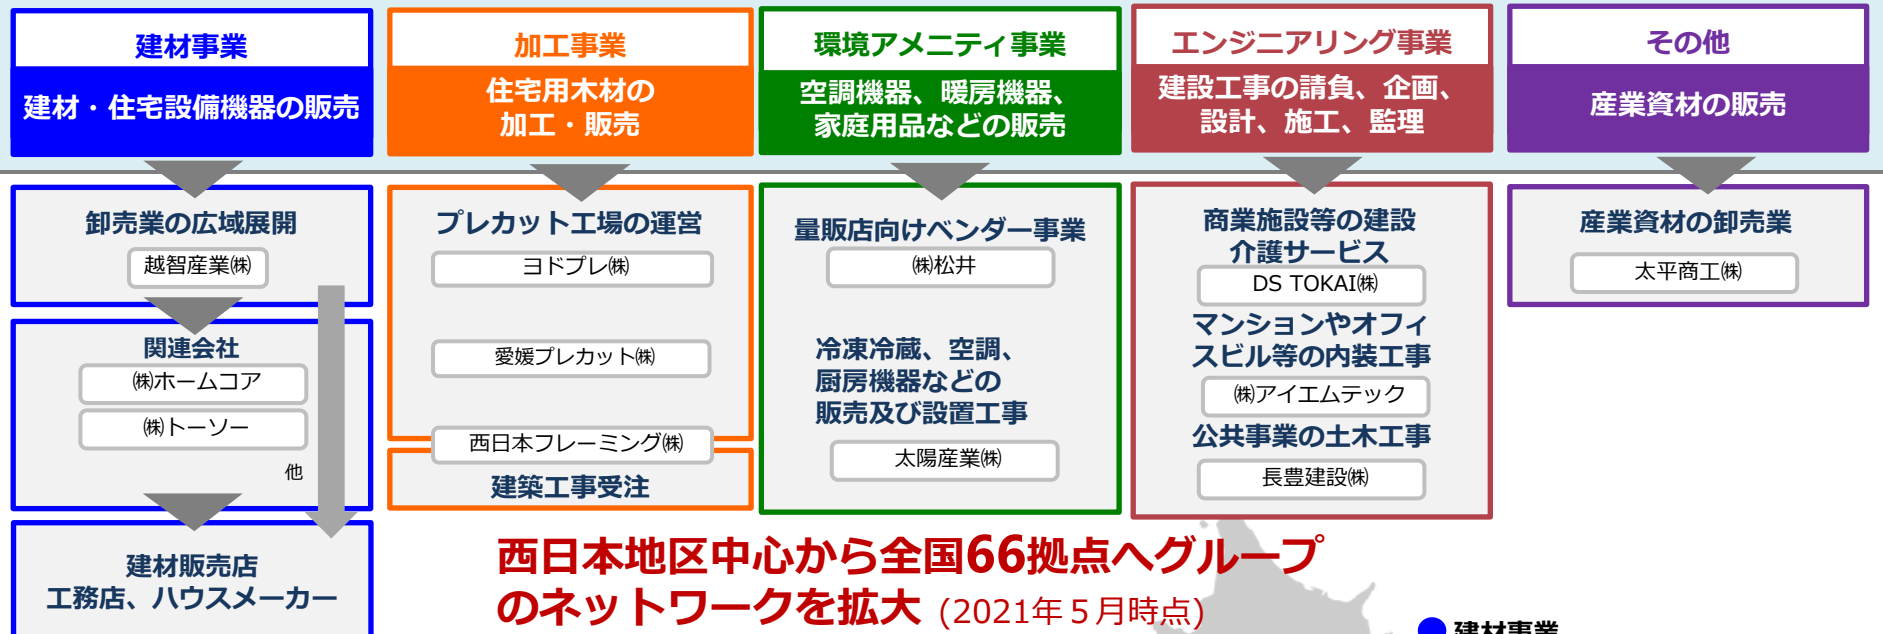 建材事業
建材・住宅設備機器の販売
卸売業の広域展開
越智産業㈱
関連会社
㈱ホームコア
㈱トーソー
他
建材販売店
工務店、ハウスメーカー
加工事業
住宅用木材の
加工・販売
プレカット工場の運営
ヨドプレ㈱
愛媛プレカット㈱
西日本フレーミング㈱
建築工事受注
環境アメニティ事業
空調機器、暖房機器、
家庭用品などの販売
量販店向けベンダー事業
㈱松井
冷凍冷蔵、空調、
厨房機器などの
販売及び設置工事
太陽産業㈱
エンジニアリング事業
建設工事の請負、企画、
設計、施工、監理
商業施設等の建設
介護サービス
DS TOKAI㈱
マンションやオフィ
スビル等の内装工事
㈱アイエムテック
公共事業の土木工事
長豊建設㈱
その他
産業資材の販売
産業資材の卸売業
太平商工㈱
西日本地区中心から全国66拠点へグループ
のネットワークを拡大 (2021年５月時点)
建材事業